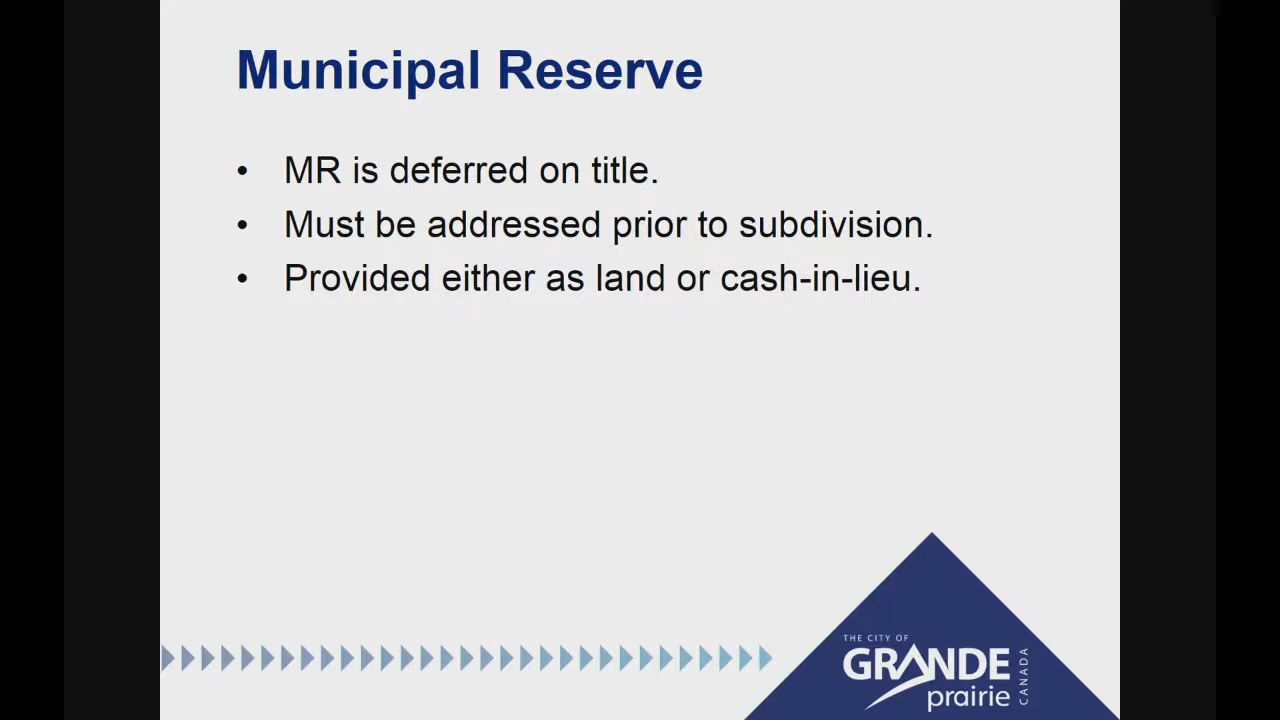 Municipal Reserve
• MR is deferred on title.
• Must be addressed prior to subdivision.
• Provided either as land or cash-in-lieu.
THE CITY OF
GRANDE
prairie
CANADA